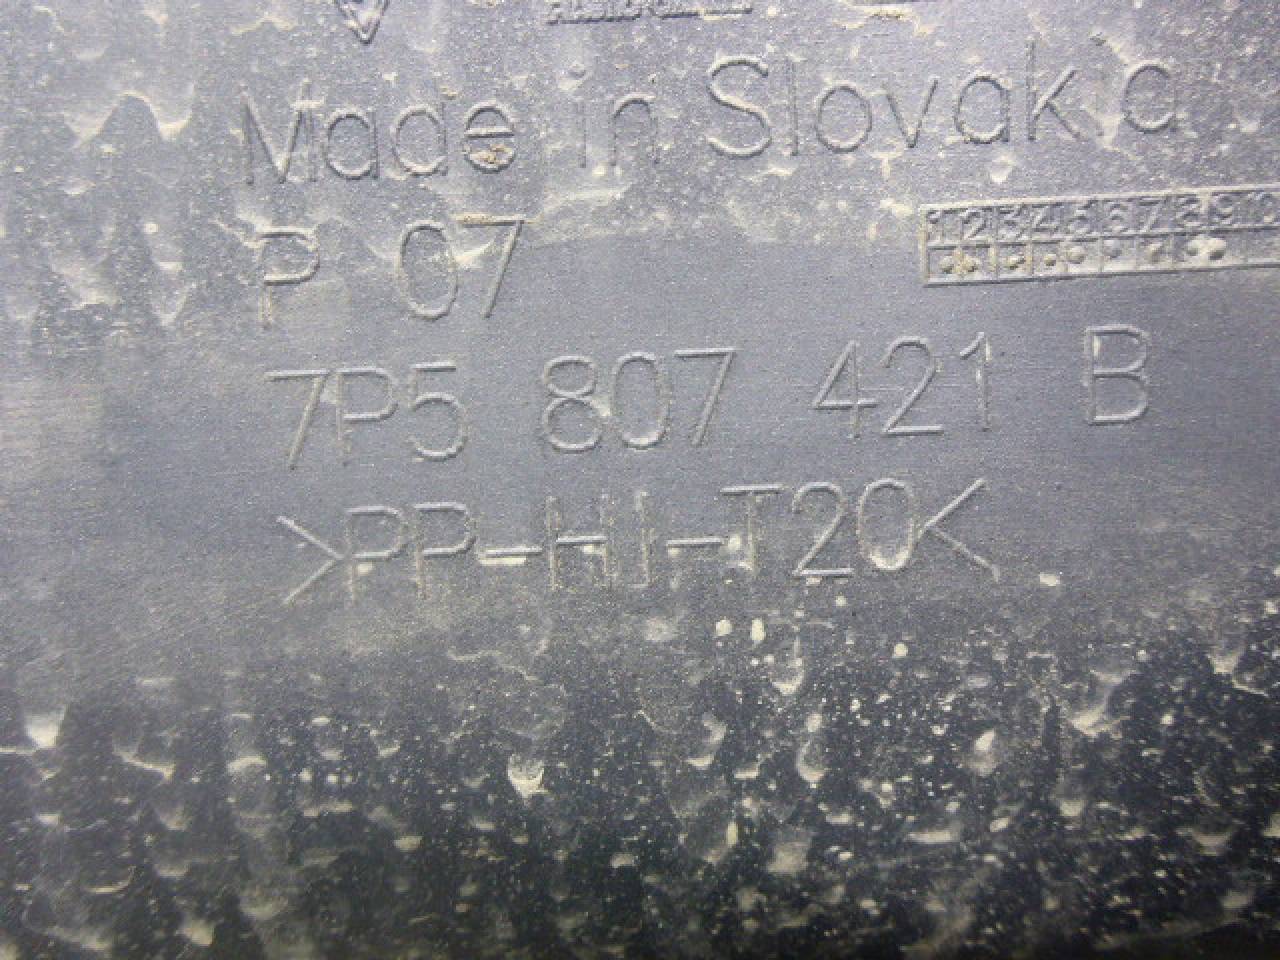 Made in Slovakia
P 07
1 2 3 4 5 6 7 8 9 10
7P5 807 421 B
>PP-HI-T20<